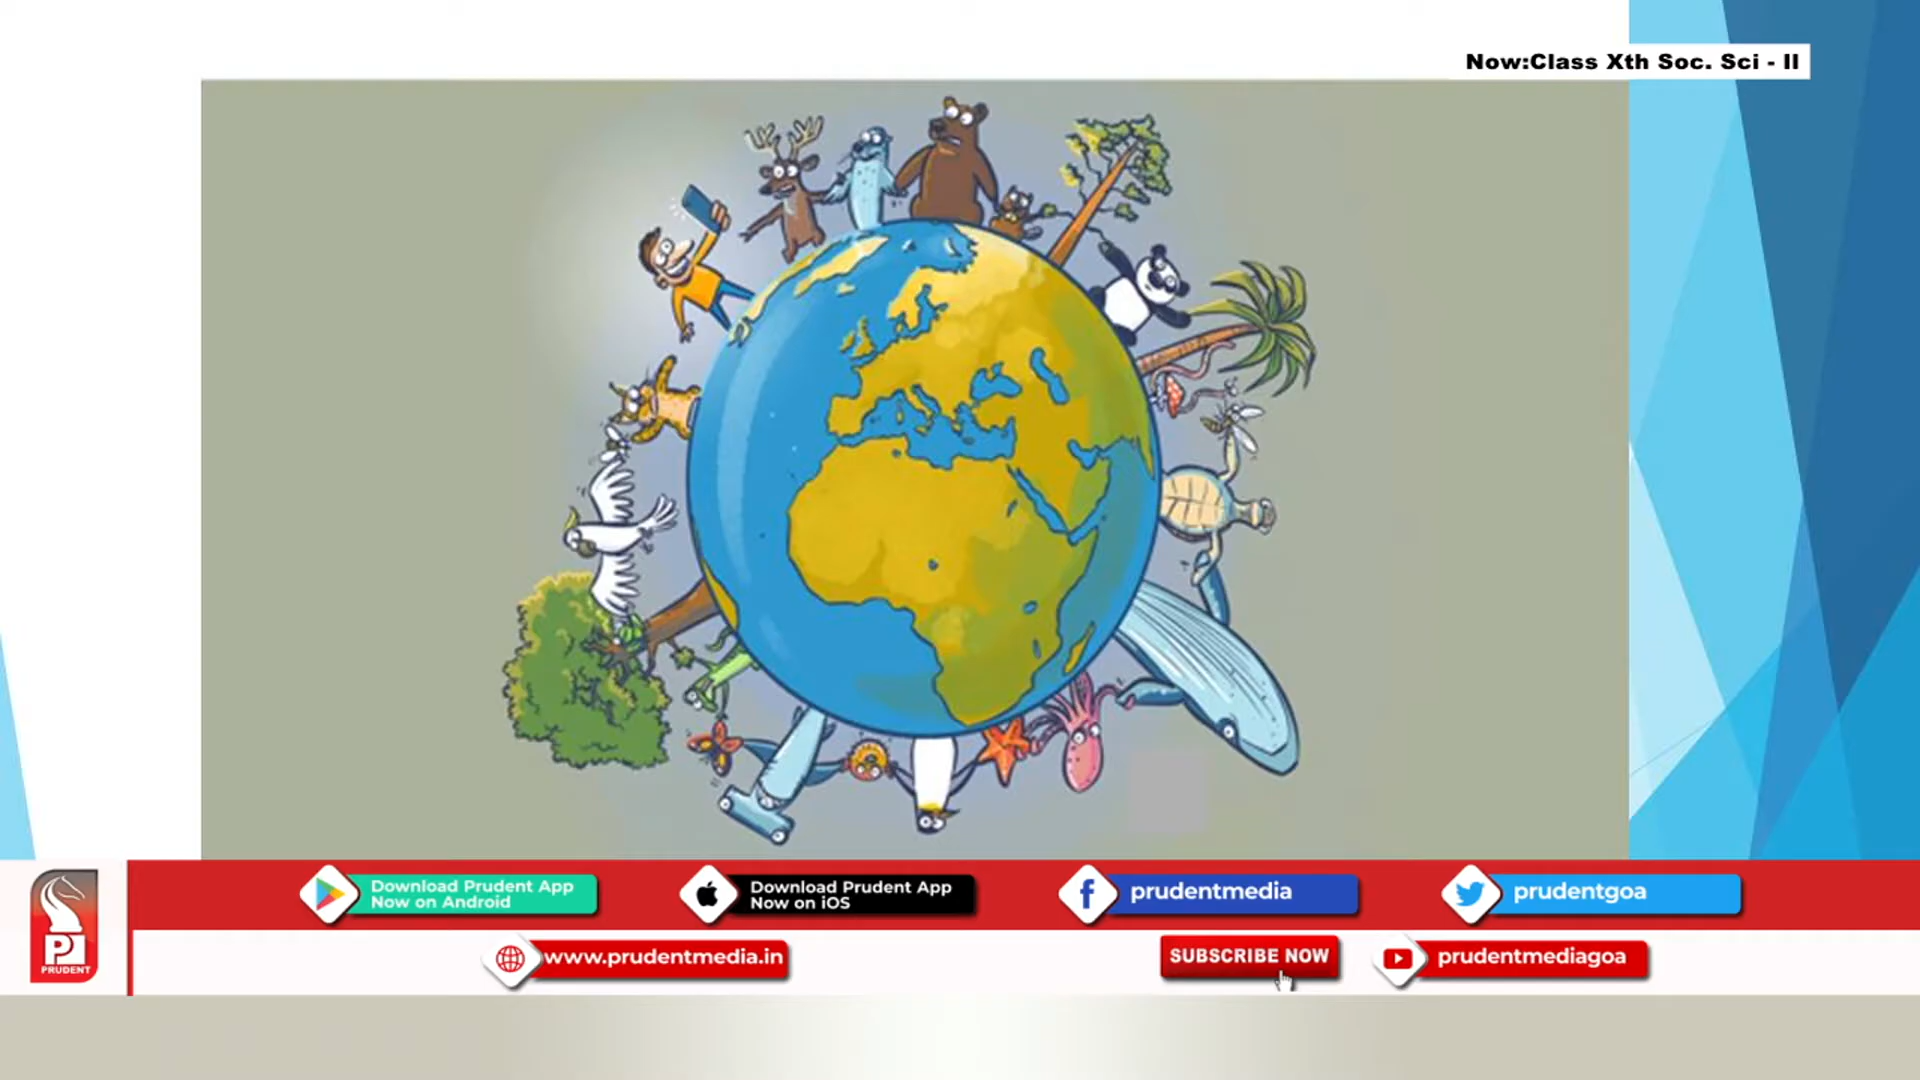 Now:Class Xth Soc. Sci - II
Download Prudent App
Now on Android
Download Prudent App
Now on iOS
prudentmedia
prudentgoa
PRUDENT
www.prudentmedia.in
SUBSCRIBE NOW
prudentmediagoa